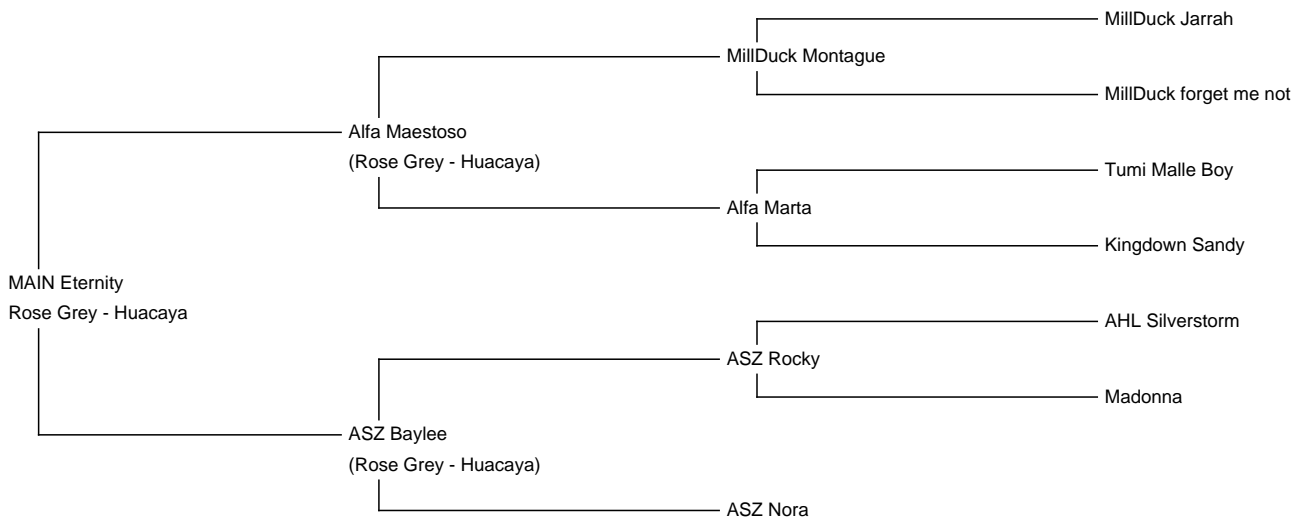 MillDuck Jarrah
MillDuck Montague
MillDuck forget me not
Alfa Maestoso
(Rose Grey - Huacaya)
Tumi Malle Boy
Alfa Marta
Kingdown Sandy
MAIN Eternity
Rose Grey - Huacaya
AHL Silverstorm
ASZ Rocky
Madonna
ASZ Baylee
(Rose Grey - Huacaya)
ASZ Nora